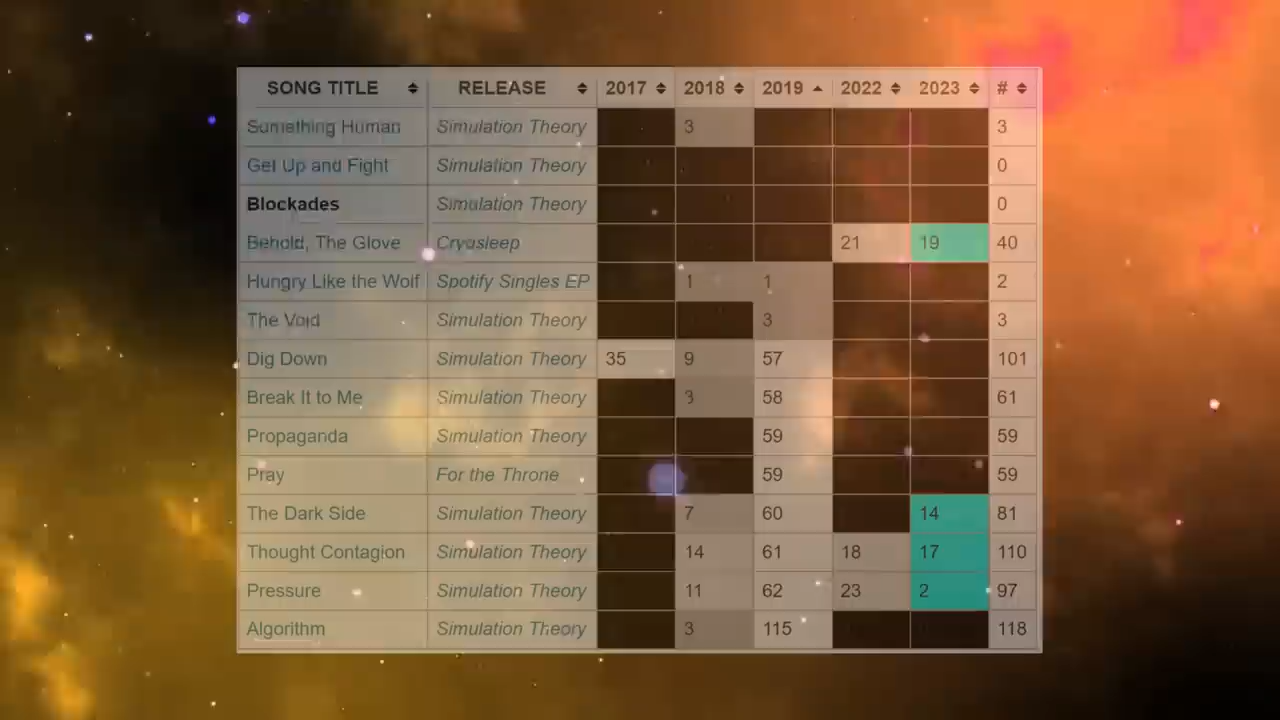 SONG TITLE RELEASE 2017 2018 2019 2022 2023 #
Something Human Simulation Theory 3 3
Get Up and Fight Simulation Theory 0
Blockades Simulation Theory 0
Behold, The Glove Cryosleep 21 19 40
Hungry Like the Wolf Spotify Singles EP 1 1 2
The Void Simulation Theory 3 3
Dig Down Simulation Theory 35 9 57 101
Break It to Me Simulation Theory 3 58 61
Propaganda Simulation Theory 59 59
Pray For the Throne 59 59
The Dark Side Simulation Theory 7 60 14 81
Thought Contagion Simulation Theory 14 61 18 17 110
Pressure Simulation Theory 11 62 23 2 97
Algorithm Simulation Theory 3 115 118